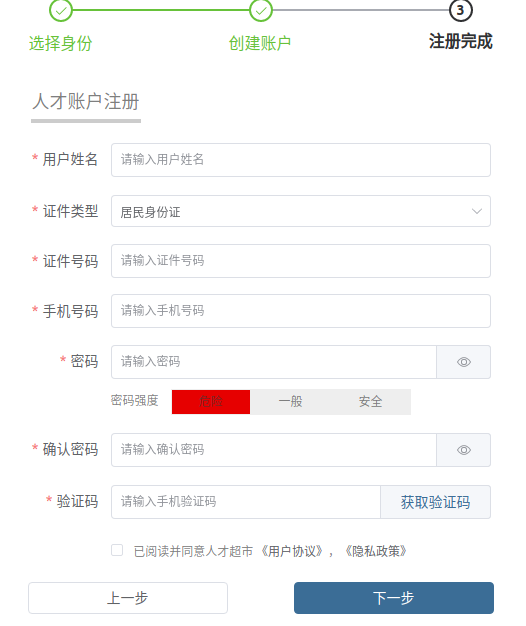 3
选择身份 创建账户 注册完成
人才账户注册
* 用户姓名 请输入用户姓名
* 证件类型 居民身份证
* 证件号码 请输入证件号码
* 手机号码 请输入手机号码
* 密码 请输入密码
密码强度 危险 一般 安全
* 确认密码 请输入确认密码
* 验证码 请输入手机验证码 获取验证码
已阅读并同意人才超市 《用户协议》，《隐私政策》
上一步 下一步